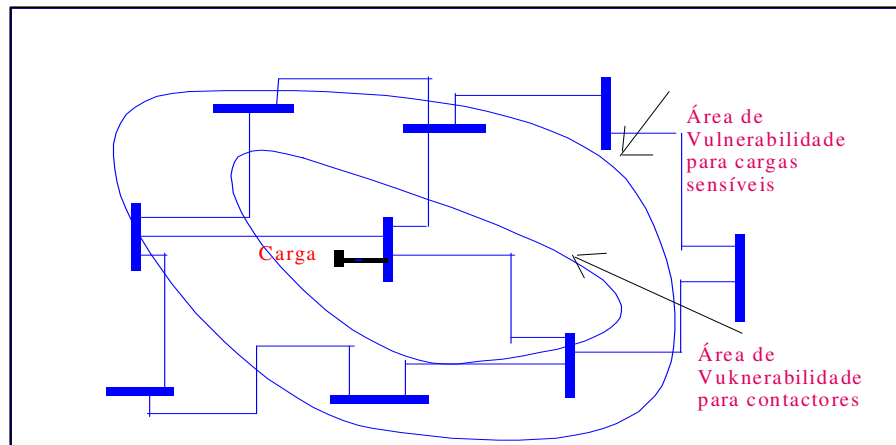 Área de
Vulnerabilidade
para cargas
sensíveis
Carga
Área de
Vuknerabilidade
para contactores